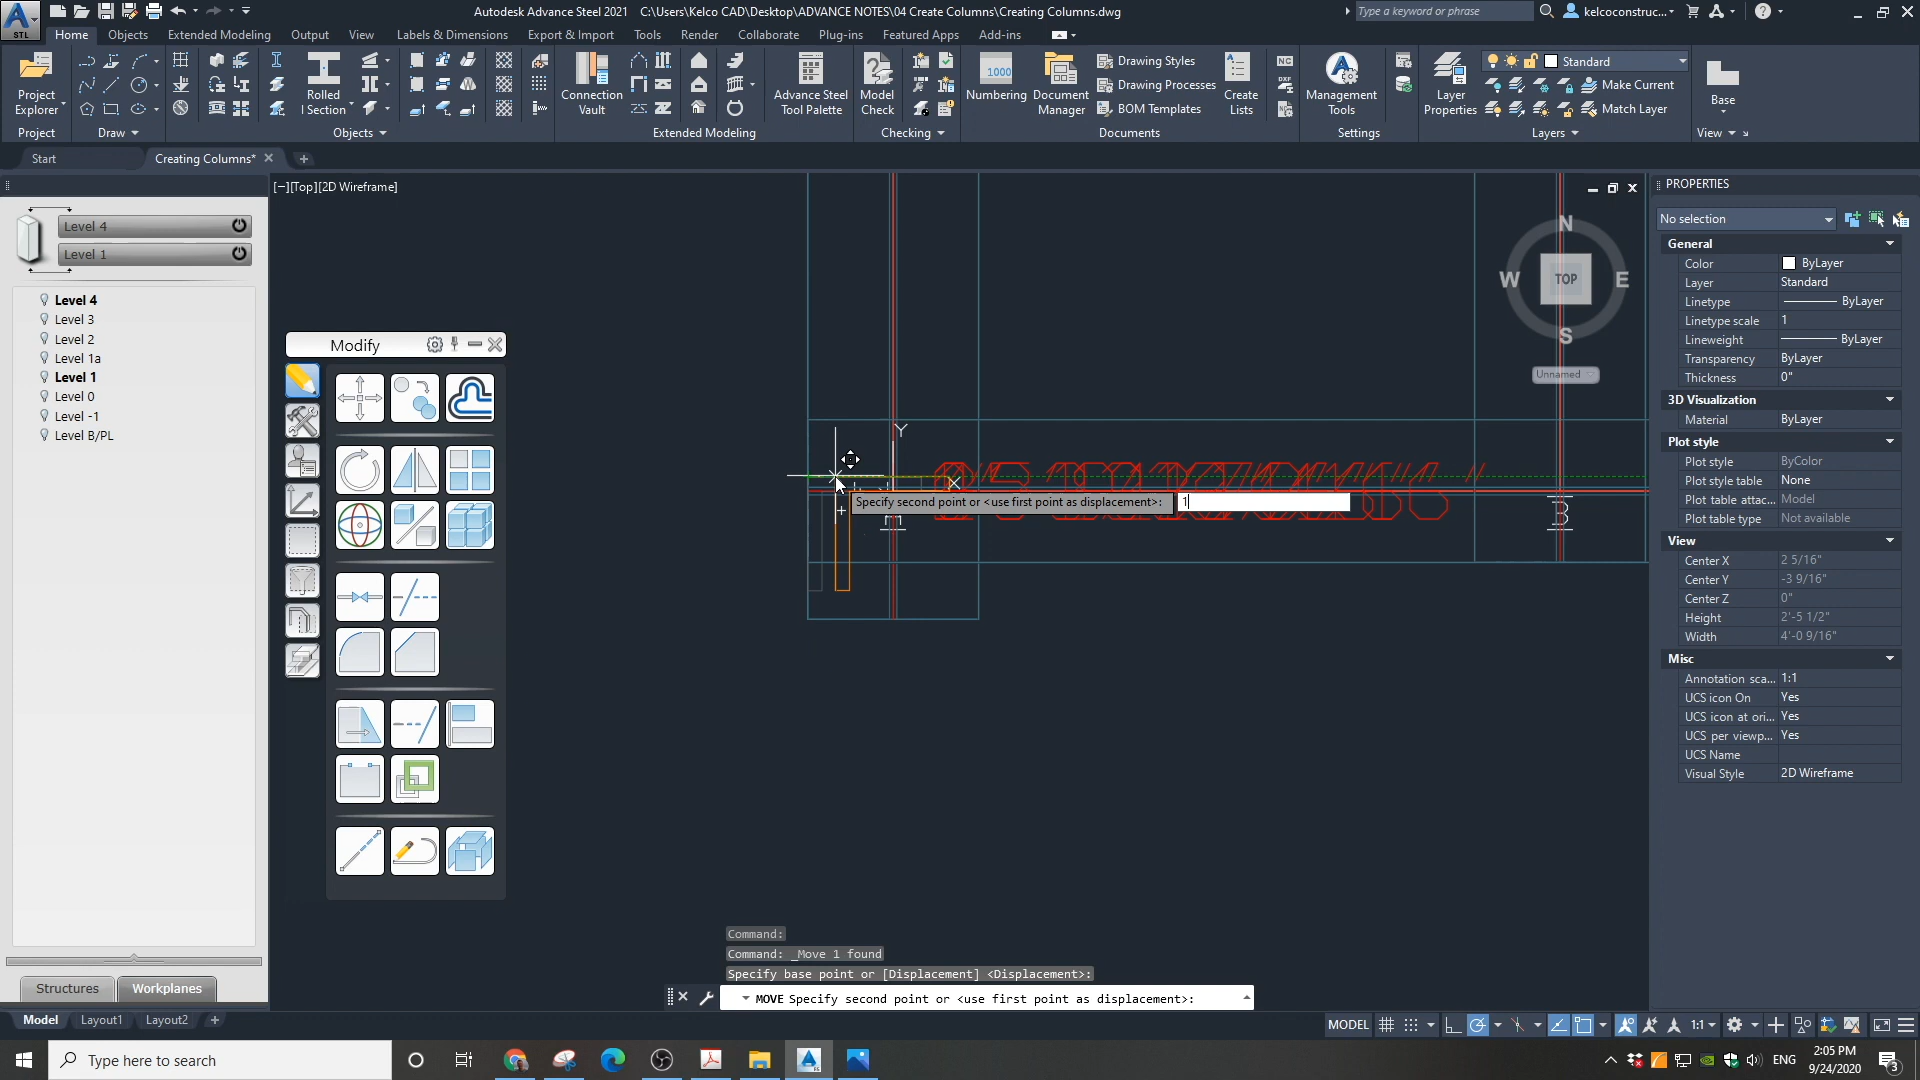 Autodesk Advance Steel 2021 C:\Users\Kelco CAD\Desktop\ADVANCE NOTES\04 Create Columns\Creating Columns.dwg
Type a keyword or phrase
kelcoconstruc...
STL
Home Objects Extended Modeling Output View Labels & Dimensions Export & Import Tools Render Collaborate Plug-ins Featured Apps Add-ins
Project Explorer
Rolled I Section
Connection Vault
Advance Steel Tool Palette
Model Check
1000
Numbering
Document Manager
Drawing Styles
Drawing Processes
BOM Templates
Create Lists
NC
DXF
Management Tools
Layer Properties
Standard
Make Current
Match Layer
Base
Project Draw Objects Extended Modeling Checking Documents Settings Layers View
Start Creating Columns*
[−][Top][2D Wireframe]
Level 4
Level 1
Level 4
Level 3
Level 2
Level 1a
Level 1
Level 0
Level -1
Level B/PL
Modify
N
W TOP E
S
Unnamed
Y
Specify second point or <use first point as displacement>: 1
PROPERTIES
No selection
General
Color ByLayer
Layer Standard
Linetype ByLayer
Linetype scale 1
Lineweight ByLayer
Transparency ByLayer
Thickness 0"
3D Visualization
Material ByLayer
Plot style
Plot style ByColor
Plot style table None
Plot table attac... Model
Plot table type Not available
View
Center X 2 5/16"
Center Y -3 9/16"
Center Z 0"
Height 2'-5 1/2"
Width 4'-0 9/16"
Misc
Annotation sca... 1:1
UCS icon On Yes
UCS icon at ori... Yes
UCS per viewp... Yes
UCS Name
Visual Style 2D Wireframe
Command:
Command: _Move 1 found
Specify base point or [Displacement] <Displacement>:
MOVE Specify second point or <use first point as displacement>:
Structures Workplanes
Model Layout1 Layout2
MODEL 1:1
Type here to search
ENG
2:05 PM
9/24/2020
3